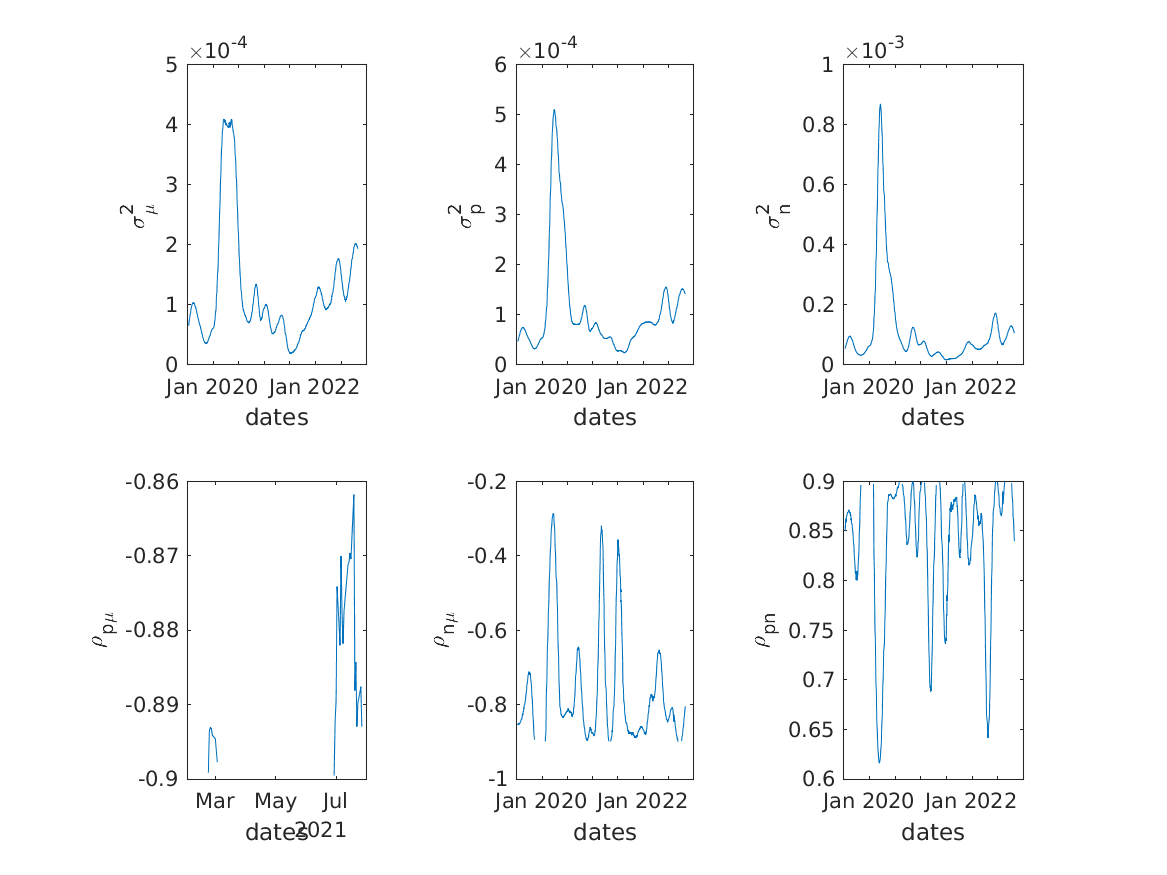 ×10-4
5
4
3
2
1
0
σ2μ
Jan 2020 Jan 2022
dates
×10-4
6
5
4
3
2
1
0
σ2p
Jan 2020 Jan 2022
dates
×10-3
1
0.8
0.6
0.4
0.2
0
σ2n
Jan 2020 Jan 2022
dates
-0.86
-0.87
-0.88
-0.89
-0.9
ρpμ
Mar May Jul
2021
dates
-0.2
-0.4
-0.6
-0.8
-1
ρnμ
Jan 2020 Jan 2022
dates
0.9
0.85
0.8
0.75
0.7
0.65
0.6
ρpn
Jan 2020 Jan 2022
dates